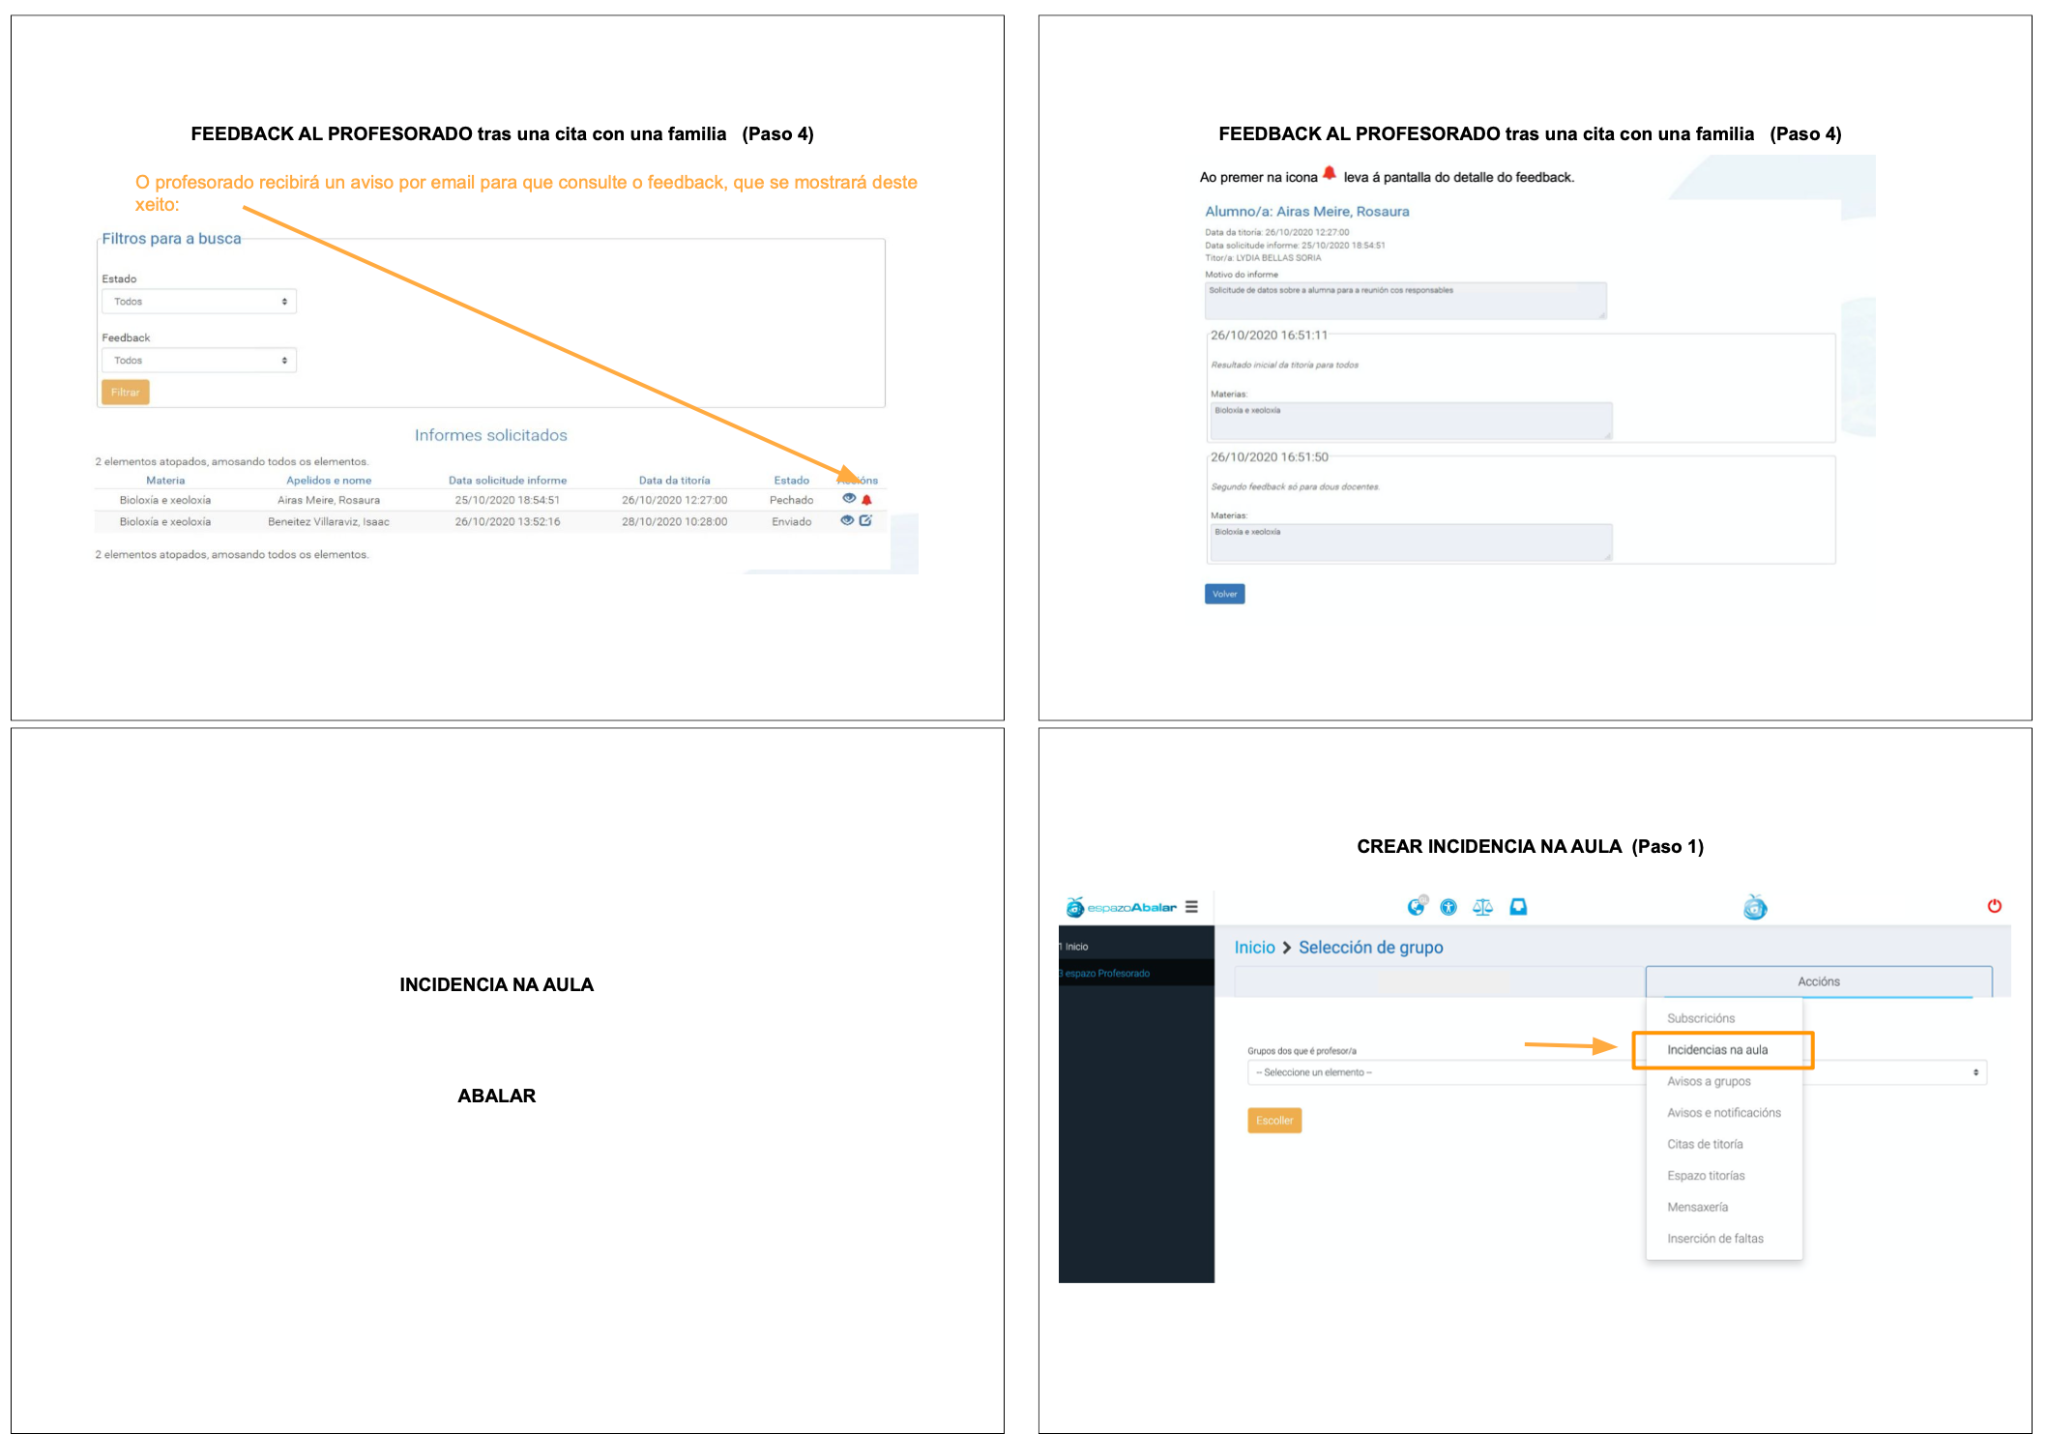 FEEDBACK AL PROFESORADO tras una cita con una familia (Paso 4)
O profesorado recibirá un aviso por email para que consulte o feedback, que se mostrará deste
xeito:
Filtros para a busca
Estado
Todos
Feedback
Todos
Filtrar
Informes solicitados
2 elementos atopados, amosando todos os elementos.
Materia Apelidos e nome Data solicitude informe Data da titoría Estado
Bioloxía e xeoloxía Airas Meire, Rosaura 25/10/2020 18:54:51 26/10/2020 12:27:00 Pechado
Bioloxía e xeoloxía Beneitez Villaraviz, Isaac 26/10/2020 13:52:16 28/10/2020 10:28:00 Enviado
2 elementos atopados, amosando todos os elementos.
FEEDBACK AL PROFESORADO tras una cita con una familia (Paso 4)
Ao premer na icona leva á pantalla do detalle do feedback.
Alumno/a: Airas Meire, Rosaura
Data da titoría: 26/10/2020 12:27:00
Data solicitude informe: 25/10/2020 18:54:51
Titor/a: LYDIA BELLAS SORIA
Motivo do informe
Solicitude de datos sobre a alumna para a reunión cos responsables
26/10/2020 16:51:11
Resultado inicial da titoría para todos
Materias:
Bioloxía e xeoloxía
26/10/2020 16:51:50
Segundo feedback só para dous docentes.
Materias:
Bioloxía e xeoloxía
Volver
INCIDENCIA NA AULA
ABALAR
CREAR INCIDENCIA NA AULA (Paso 1)
espazoAbalar
1 Inicio
3 espazo Profesorado
Inicio > Selección de grupo
Accións
Subscricións
Incidencias na aula
Avisos a grupos
Avisos e notificacións
Citas de titoría
Espazo titorías
Mensaxería
Inserción de faltas
Grupos dos que é profesor/a
-- Seleccione un elemento --
Escoller